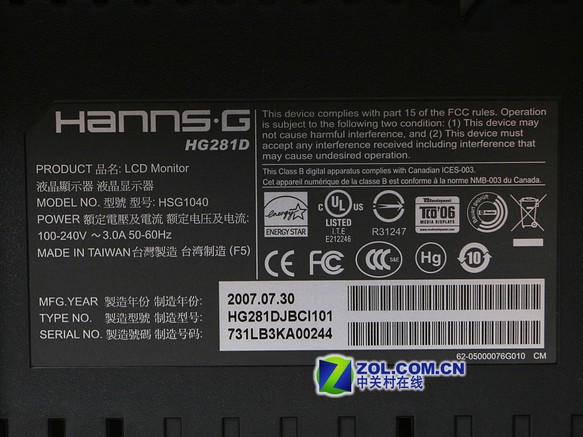 HANNS·G
HG281D
PRODUCT 品名: LCD Monitor
液晶顯示器 液晶显示器
MODEL NO. 型號 型号: HSG1040
POWER 額定電壓及電流 额定电压及电流:
100-240V ~ 3.0A 50-60Hz
MADE IN TAIWAN 台灣製造 台湾制造 (F5)
This device complies with part 15 of the FCC rules. Operation
is subject to the following two condition: (1) This device may
not cause harmful interference, and (2) This device must
accept any interference received, including interference that
may cause undesired operation.
This Class B digital apparatus complies with Canadian ICES-003.
Cet appareil numérique de la classe B est conforme a la norme NMB-003 du Canada.
energy
ENERGY STAR
C UL US
LISTED
I.T.E
E212246
R31247
TCO'06
MEDIA DISPLAYS
CE FC CCC S&E Hg 10
MFG.YEAR 製造年份 制造年份:
2007.07.30
TYPE NO. 製造型號 制造型号:
HG281DJBCI101
SERIAL NO. 製造號碼 制造号码:
731LB3KA00244
62-05000076G010 CM
ZOL.COM.CN
中关村在线